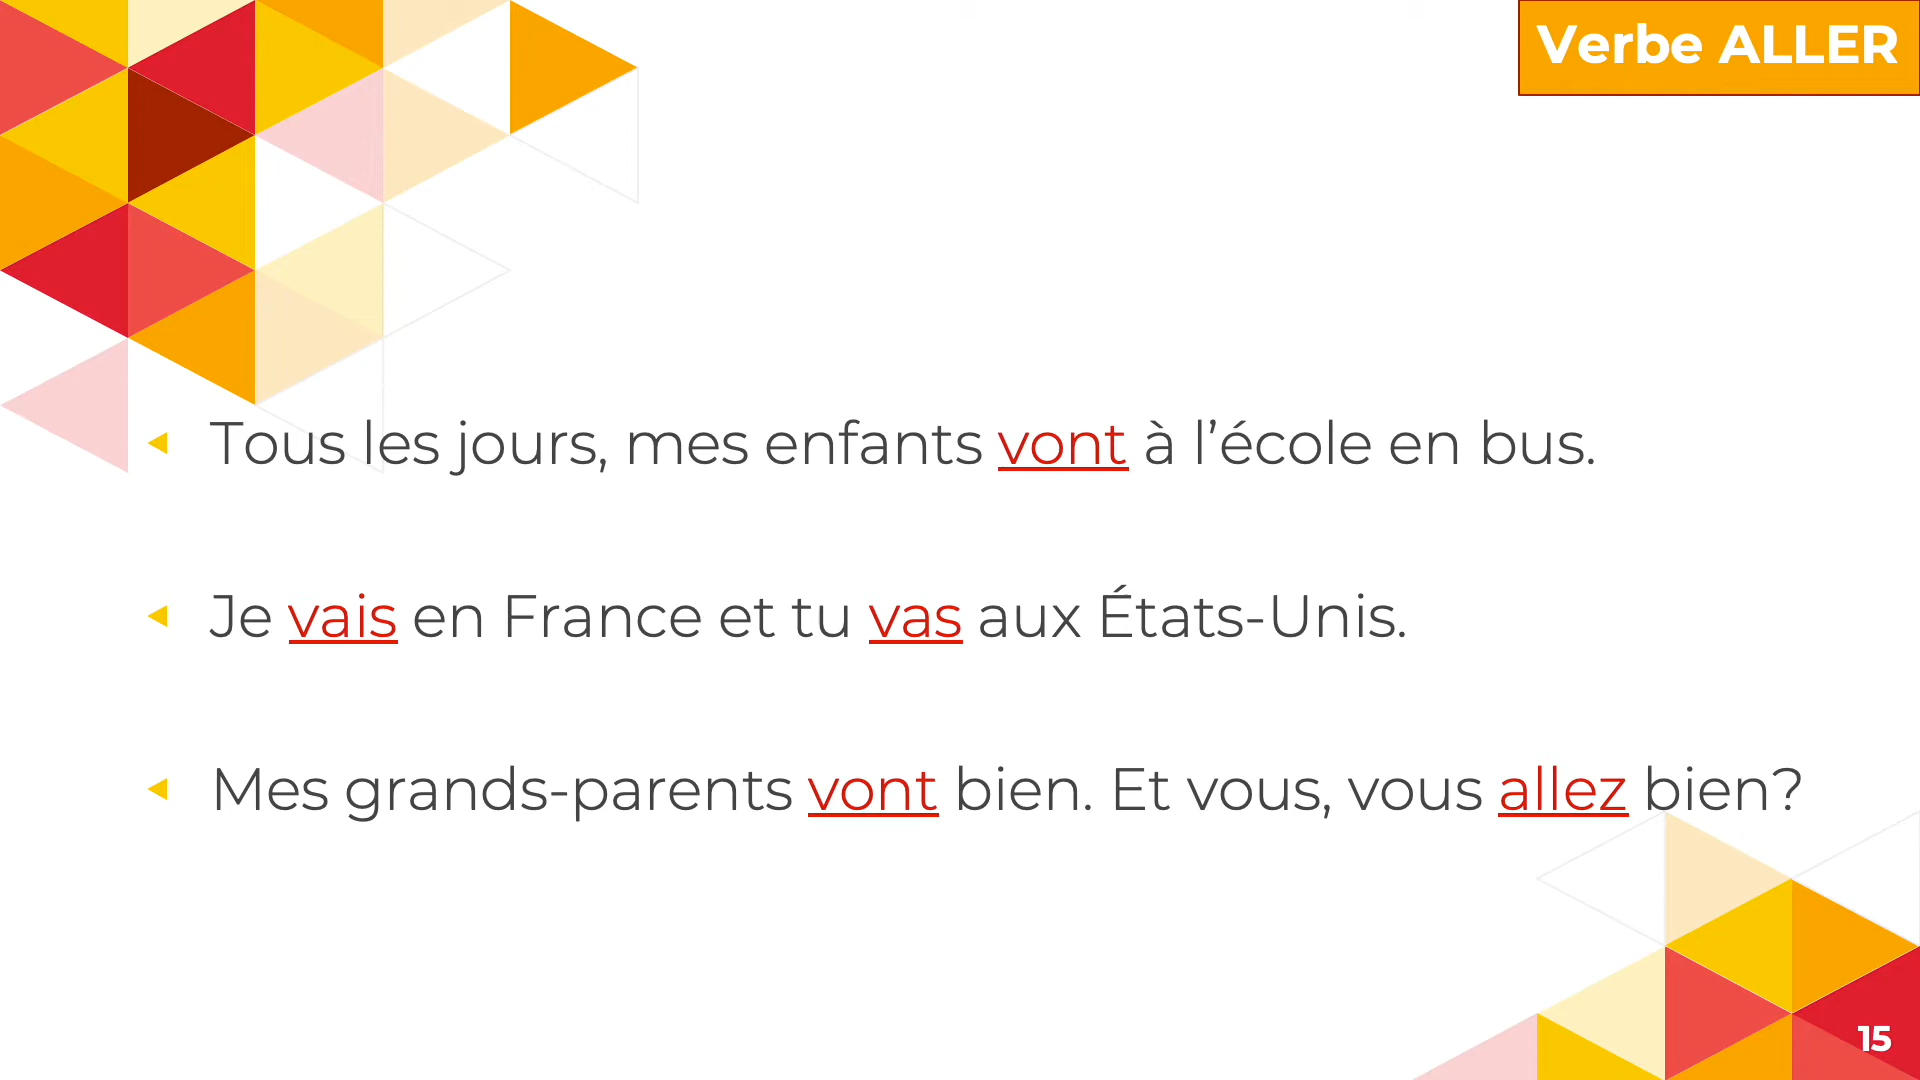 Verbe ALLER
Tous les jours, mes enfants vont à l’école en bus.
Je vais en France et tu vas aux États-Unis.
Mes grands-parents vont bien. Et vous, vous allez bien?
15